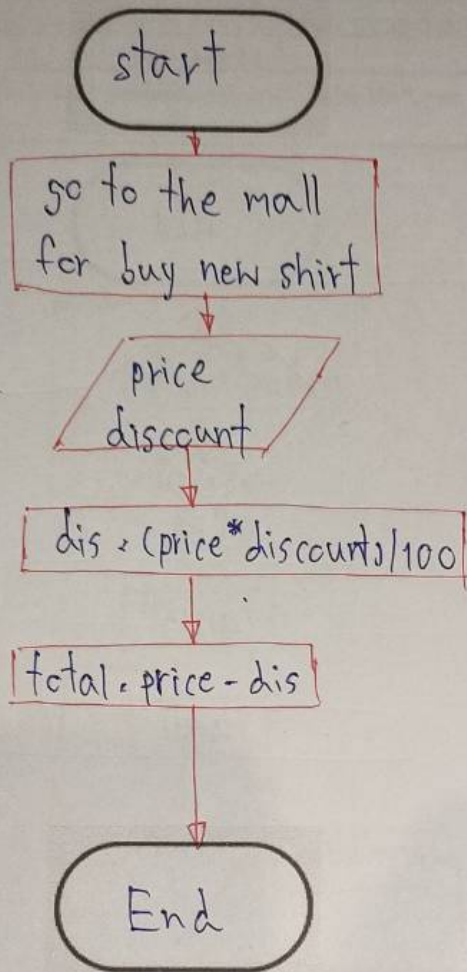 start
go to the mall
for buy new shirt
price
discount
dis = (price*discount)/100
total = price - dis
End